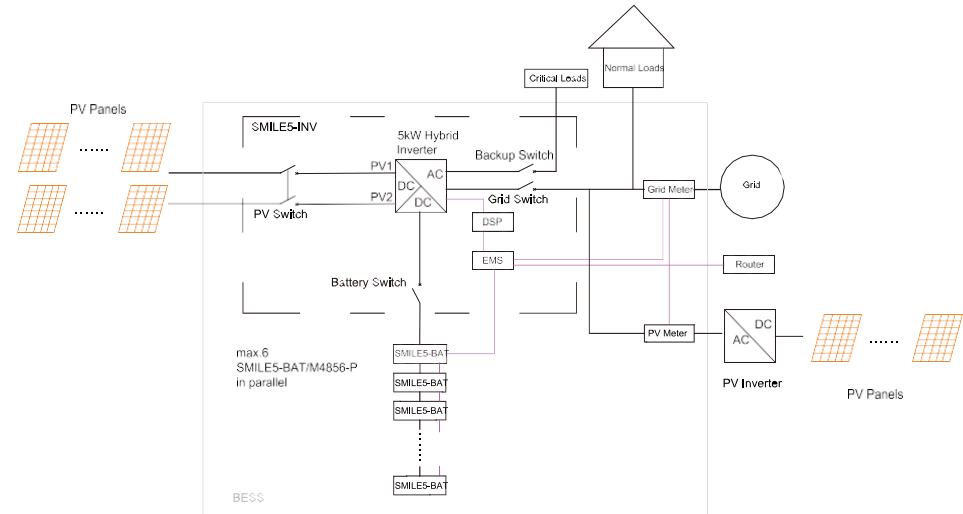 Critical Loads
Normal Loads
PV Panels
SMILE5-INV
5kW Hybrid
Inverter
Backup Switch
PV1
AC
DC
DC
PV2
Grid Switch
Grid Meter
Grid
PV Switch
DSP
EMS
Router
Battery Switch
PV Meter
DC
AC
max.6
SMILE5-BAT/M4856-P
in parallel
SMILE5-BAT
SMILE5-BAT
SMILE5-BAT
PV Inverter
PV Panels
SMILE5-BAT
BESS